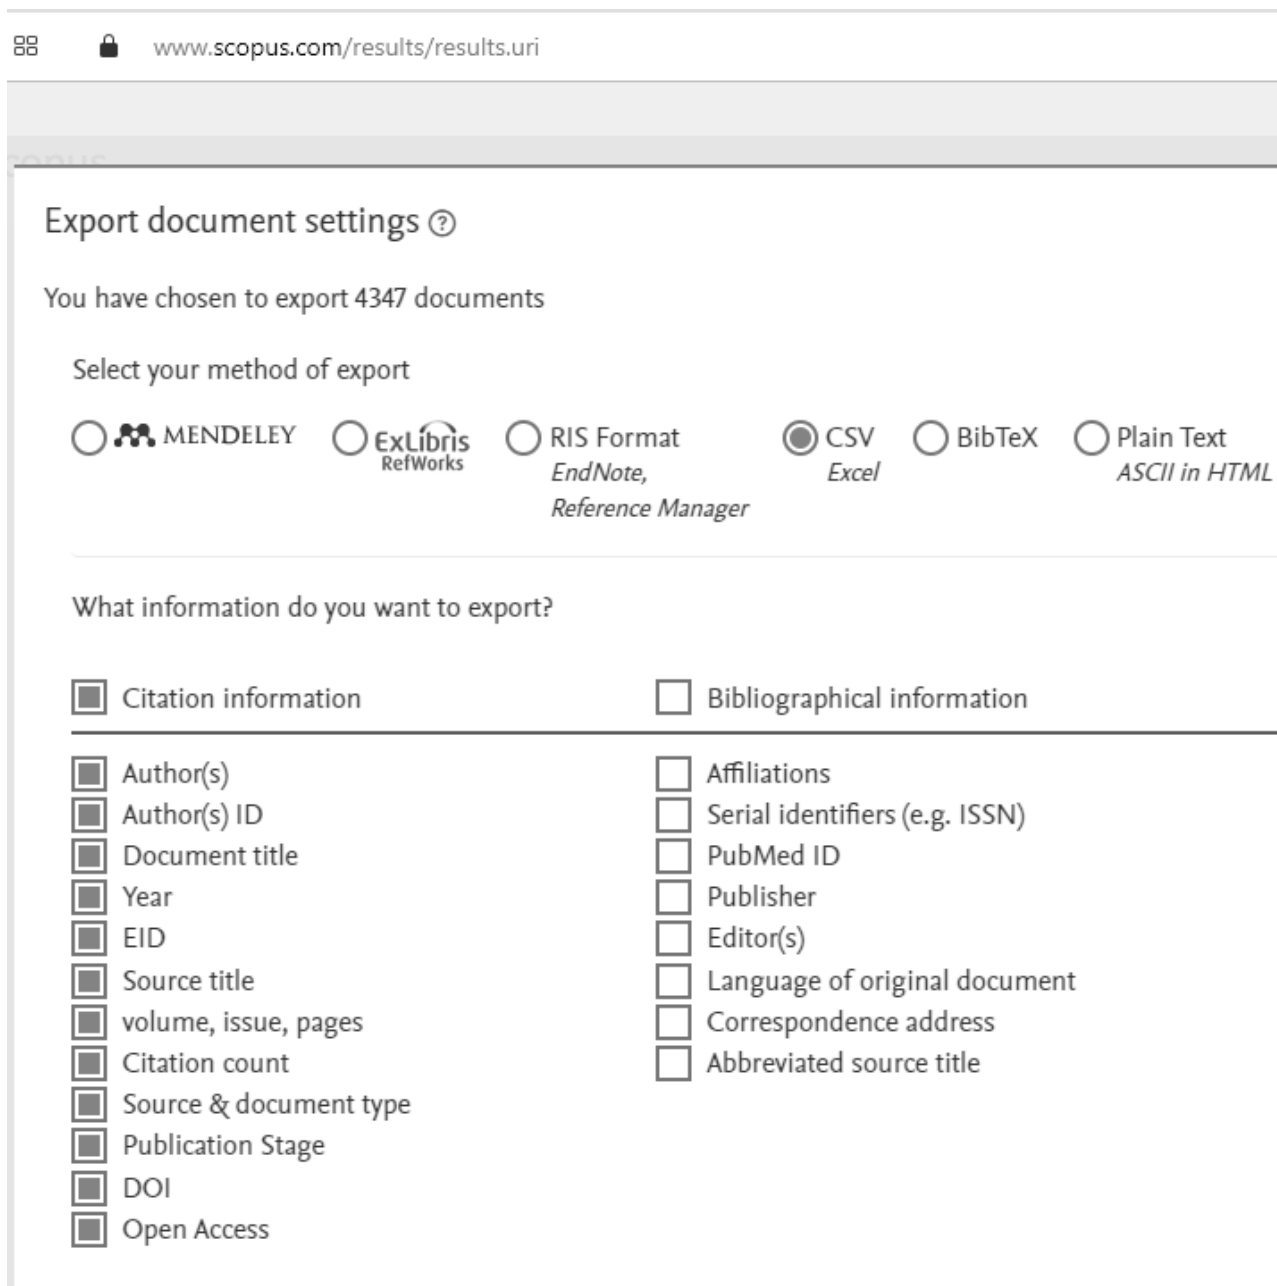 www.scopus.com/results/results.uri
scopus
Export document settings ?
You have chosen to export 4347 documents
Select your method of export
MENDELEY ExLibris RefWorks RIS Format EndNote, Reference Manager CSV Excel BibTeX Plain Text ASCII in HTML
What information do you want to export?
Citation information Bibliographical information
Author(s) Affiliations
Author(s) ID Serial identifiers (e.g. ISSN)
Document title PubMed ID
Year Publisher
EID Editor(s)
Source title Language of original document
volume, issue, pages Correspondence address
Citation count Abbreviated source title
Source & document type
Publication Stage
DOI
Open Access